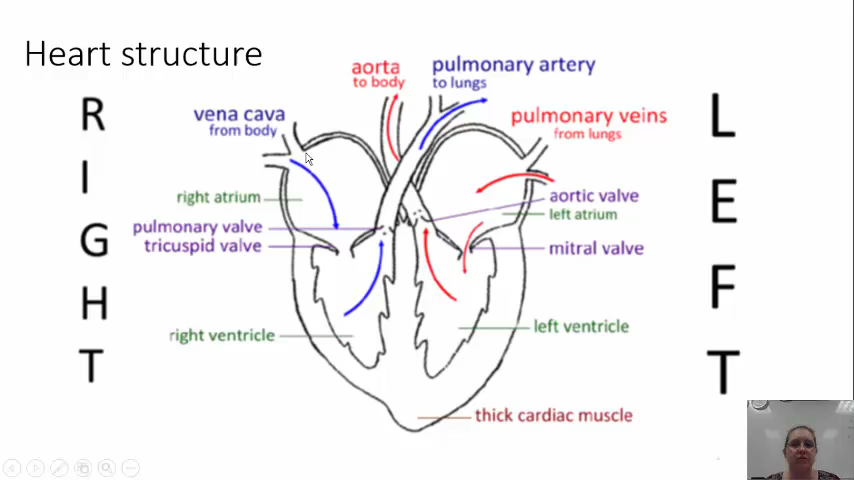 Heart structure
R
I
G
H
T
aorta
to body
pulmonary artery
to lungs
vena cava
from body
pulmonary veins
from lungs
right atrium
aortic valve
left atrium
pulmonary valve
tricuspid valve
mitral valve
right ventricle
left ventricle
thick cardiac muscle
L
E
F
T